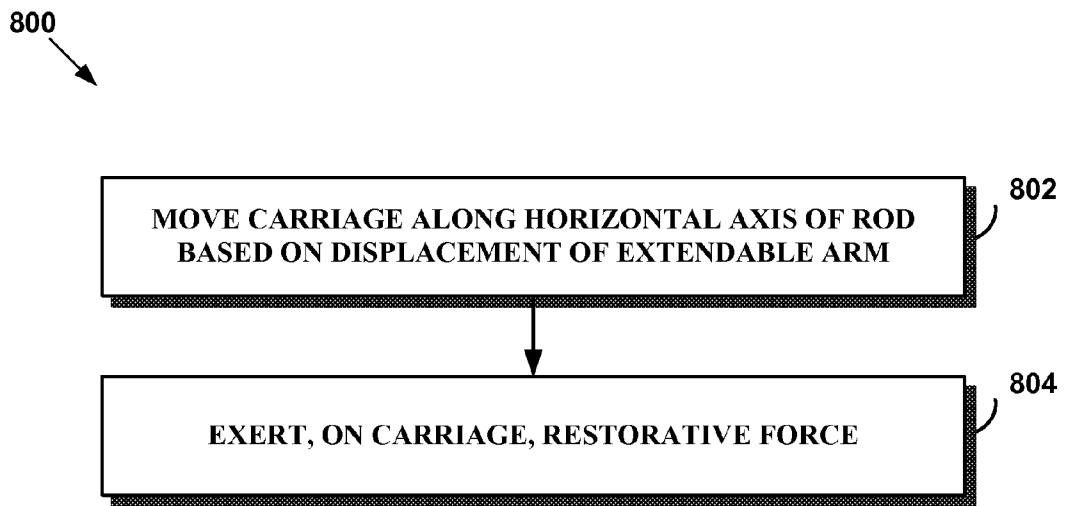 800
802
MOVE CARRIAGE ALONG HORIZONTAL AXIS OF ROD
BASED ON DISPLACEMENT OF EXTENDABLE ARM
804
EXERT, ON CARRIAGE, RESTORATIVE FORCE